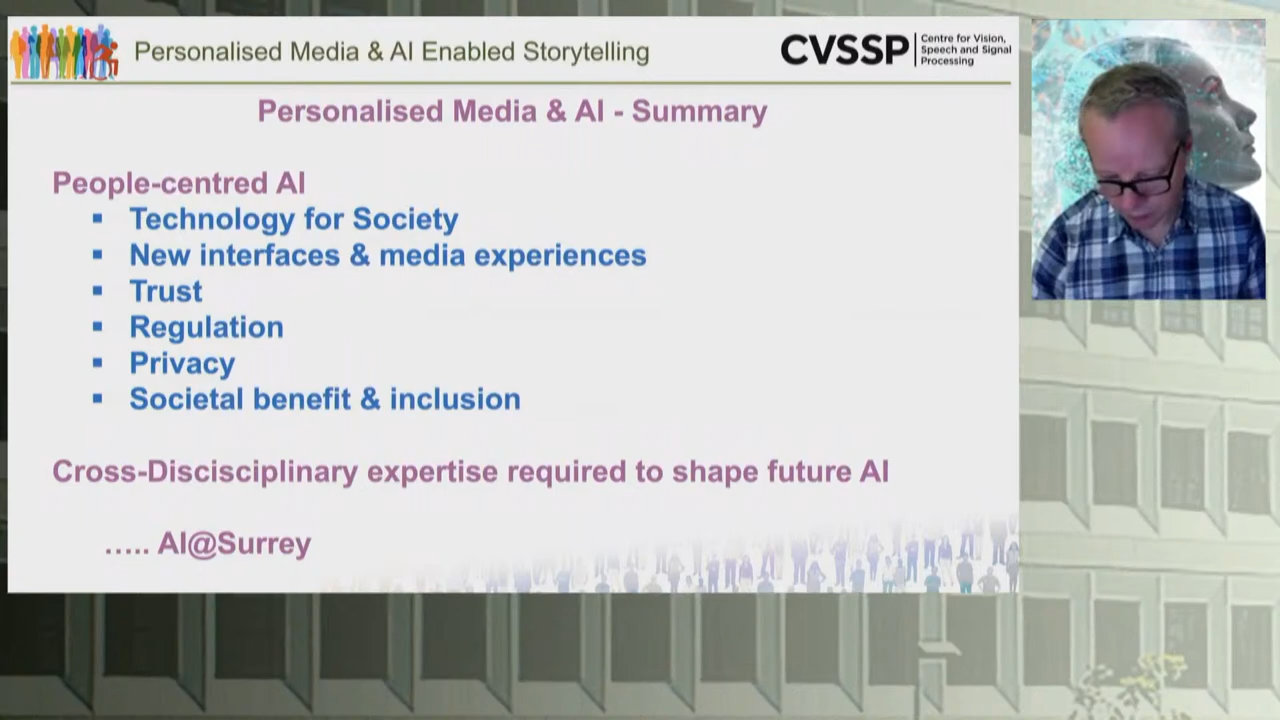 Personalised Media & AI Enabled Storytelling
CVSSP
Centre for Vision,
Speech and Signal
Processing
Personalised Media & AI - Summary
People-centred AI
▪ Technology for Society
▪ New interfaces & media experiences
▪ Trust
▪ Regulation
▪ Privacy
▪ Societal benefit & inclusion
Cross-Discisciplinary expertise required to shape future AI
….. AI@Surrey